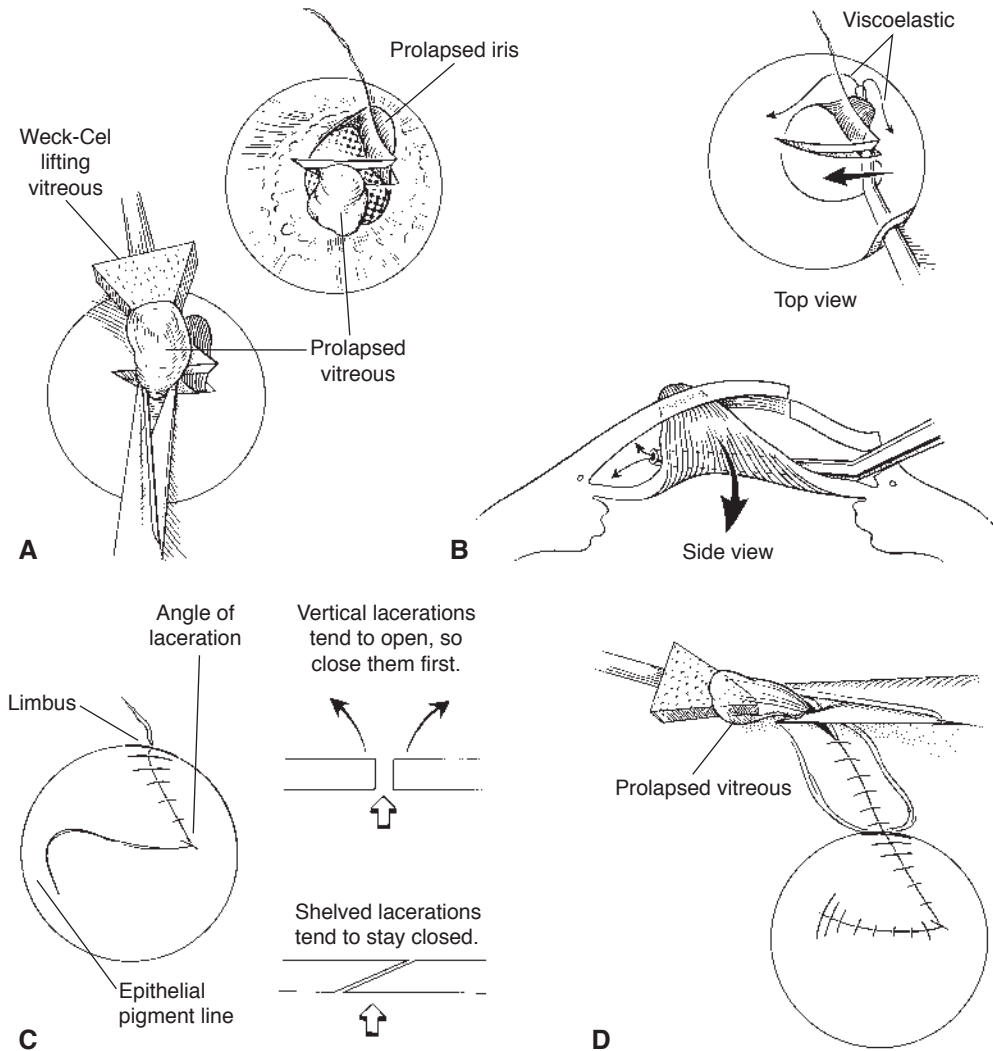 Prolapsed iris
Weck-Cel
lifting
vitreous
Prolapsed
vitreous
A
Viscoelastic
Top view
Side view
B
Angle of
laceration
Limbus
Epithelial
pigment line
Vertical lacerations
tend to open, so
close them first.
Shelved lacerations
tend to stay closed.
C
Prolapsed vitreous
D